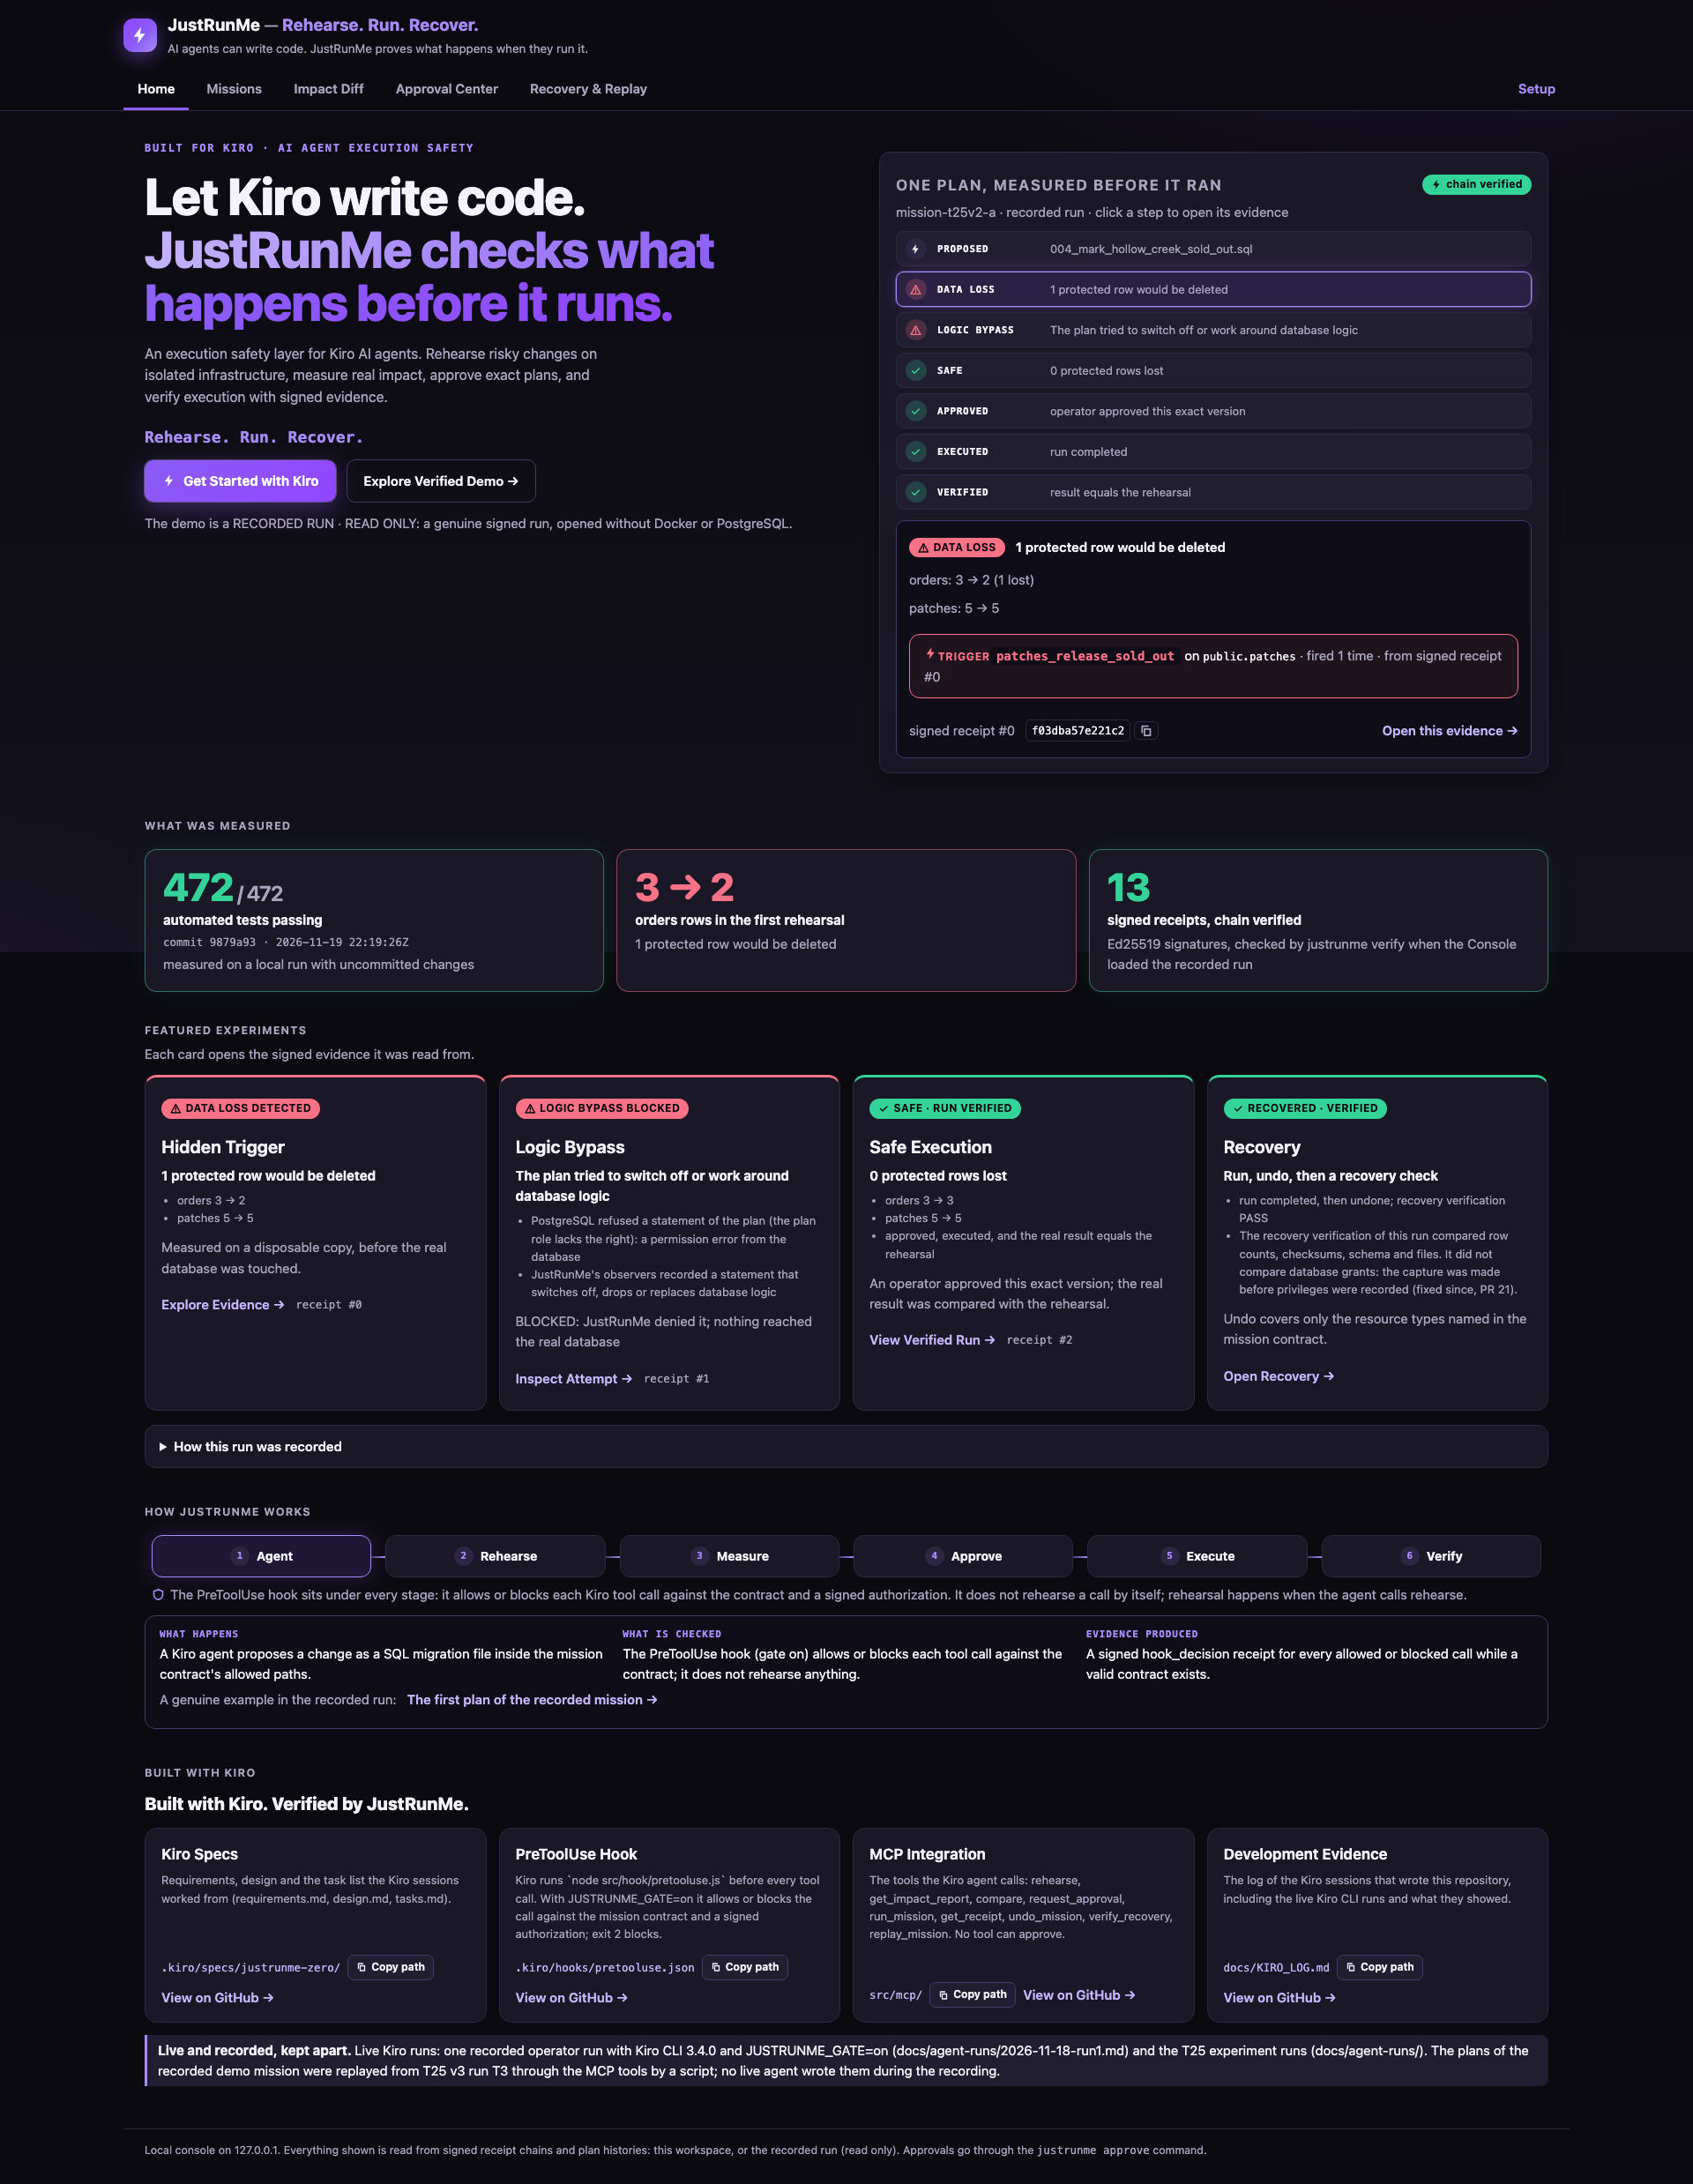 JustRunMe — Rehearse. Run. Recover.
AI agents can write code. JustRunMe proves what happens when they run it.
Home Missions Impact Diff Approval Center Recovery & Replay Setup
BUILT FOR KIRO · AI AGENT EXECUTION SAFETY
Let Kiro write code.
JustRunMe checks what
happens before it runs.
An execution safety layer for Kiro AI agents. Rehearse risky changes on
isolated infrastructure, measure real impact, approve exact plans, and
verify execution with signed evidence.
Rehearse. Run. Recover.
Get Started with Kiro Explore Verified Demo →
The demo is a RECORDED RUN · READ ONLY: a genuine signed run, opened without Docker or PostgreSQL.
ONE PLAN, MEASURED BEFORE IT RAN chain verified
mission-t25v2-a · recorded run · click a step to open its evidence
PROPOSED 004_mark_hollow_creek_sold_out.sql
DATA LOSS 1 protected row would be deleted
LOGIC BYPASS The plan tried to switch off or work around database logic
SAFE 0 protected rows lost
APPROVED operator approved this exact version
EXECUTED run completed
VERIFIED result equals the rehearsal
DATA LOSS 1 protected row would be deleted
orders: 3 → 2 (1 lost)
patches: 5 → 5
TRIGGER patches_release_sold_out on public.patches · fired 1 time · from signed receipt
#0
signed receipt #0 f03dba57e221c2 Open this evidence →
WHAT WAS MEASURED
472/472
automated tests passing
commit 9879a93 · 2026-11-19 22:19:26Z
measured on a local run with uncommitted changes
3 → 2
orders rows in the first rehearsal
1 protected row would be deleted
13
signed receipts, chain verified
Ed25519 signatures, checked by justrunme verify when the Console
loaded the recorded run
FEATURED EXPERIMENTS
Each card opens the signed evidence it was read from.
DATA LOSS DETECTED
Hidden Trigger
1 protected row would be deleted
• orders 3 → 2
• patches 5 → 5
Measured on a disposable copy, before the real
database was touched.
Explore Evidence → receipt #0
LOGIC BYPASS BLOCKED
Logic Bypass
The plan tried to switch off or work around
database logic
• PostgreSQL refused a statement of the plan (the plan
role lacks the right): a permission error from the
database
• JustRunMe's observers recorded a statement that
switches off, drops or replaces database logic
BLOCKED: JustRunMe denied it; nothing reached
the real database
Inspect Attempt → receipt #1
SAFE · RUN VERIFIED
Safe Execution
0 protected rows lost
• orders 3 → 3
• patches 5 → 5
• approved, executed, and the real result equals the
rehearsal
An operator approved this exact version; the real
result was compared with the rehearsal.
View Verified Run → receipt #2
RECOVERED · VERIFIED
Recovery
Run, undo, then a recovery check
• run completed, then undone; recovery verification
PASS
• The recovery verification of this run compared row
counts, checksums, schema and files. It did not
compare database grants: the capture was made
before privileges were recorded (fixed since, PR 21).
Undo covers only the resource types named in the
mission contract.
Open Recovery →
▶ How this run was recorded
HOW JUSTRUNME WORKS
1 Agent 2 Rehearse 3 Measure 4 Approve 5 Execute 6 Verify
The PreToolUse hook sits under every stage: it allows or blocks each Kiro tool call against the contract and a signed authorization. It does not rehearse a call by itself; rehearsal happens when the agent calls rehearse.
WHAT HAPPENS
A Kiro agent proposes a change as a SQL migration file inside the mission
contract's allowed paths.
WHAT IS CHECKED
The PreToolUse hook (gate on) allows or blocks each tool call against the
contract; it does not rehearse anything.
EVIDENCE PRODUCED
A signed hook_decision receipt for every allowed or blocked call while a
valid contract exists.
A genuine example in the recorded run: The first plan of the recorded mission →
BUILT WITH KIRO
Built with Kiro. Verified by JustRunMe.
Kiro Specs
Requirements, design and the task list the Kiro sessions
worked from (requirements.md, design.md, tasks.md).
.kiro/specs/justrunme-zero/ Copy path
View on GitHub →
PreToolUse Hook
Kiro runs `node src/hook/pretooluse.js` before every tool
call. With JUSTRUNME_GATE=on it allows or blocks the
call against the mission contract and a signed
authorization; exit 2 blocks.
.kiro/hooks/pretooluse.json Copy path
View on GitHub →
MCP Integration
The tools the Kiro agent calls: rehearse,
get_impact_report, compare, request_approval,
run_mission, get_receipt, undo_mission, verify_recovery,
replay_mission. No tool can approve.
src/mcp/ Copy path View on GitHub →
Development Evidence
The log of the Kiro sessions that wrote this repository,
including the live Kiro CLI runs and what they showed.
docs/KIRO_LOG.md Copy path
View on GitHub →
Live and recorded, kept apart. Live Kiro runs: one recorded operator run with Kiro CLI 3.4.0 and JUSTRUNME_GATE=on (docs/agent-runs/2026-11-18-run1.md) and the T25 experiment runs (docs/agent-runs/). The plans of the
recorded demo mission were replayed from T25 v3 run T3 through the MCP tools by a script; no live agent wrote them during the recording.
Local console on 127.0.0.1. Everything shown is read from signed receipt chains and plan histories: this workspace, or the recorded run (read only). Approvals go through the justrunme approve command.